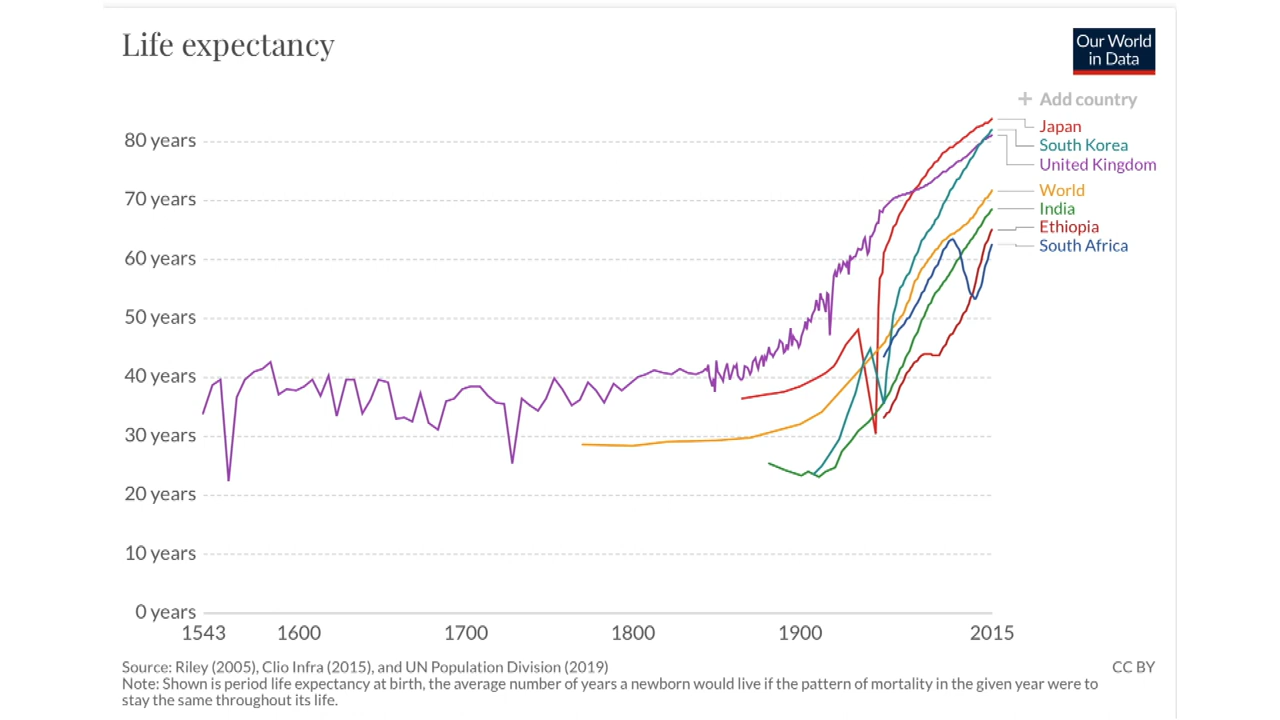 Life expectancy
Our World
in Data
+ Add country
80 years
70 years
60 years
50 years
40 years
30 years
20 years
10 years
0 years
Japan
South Korea
United Kingdom
World
India
Ethiopia
South Africa
1543 1600 1700 1800 1900 2015
Source: Riley (2005), Clio Infra (2015), and UN Population Division (2019) CC BY
Note: Shown is period life expectancy at birth, the average number of years a newborn would live if the pattern of mortality in the given year were to
stay the same throughout its life.